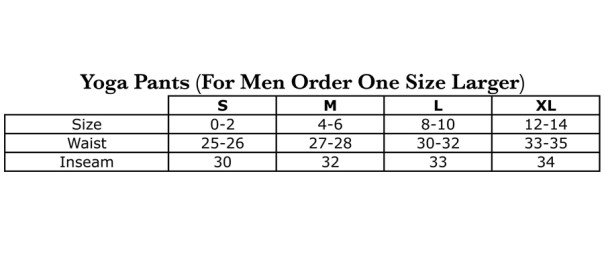 Yoga Pants (For Men Order One Size Larger)
S M L XL
Size 0-2 4-6 8-10 12-14
Waist 25-26 27-28 30-32 33-35
Inseam 30 32 33 34